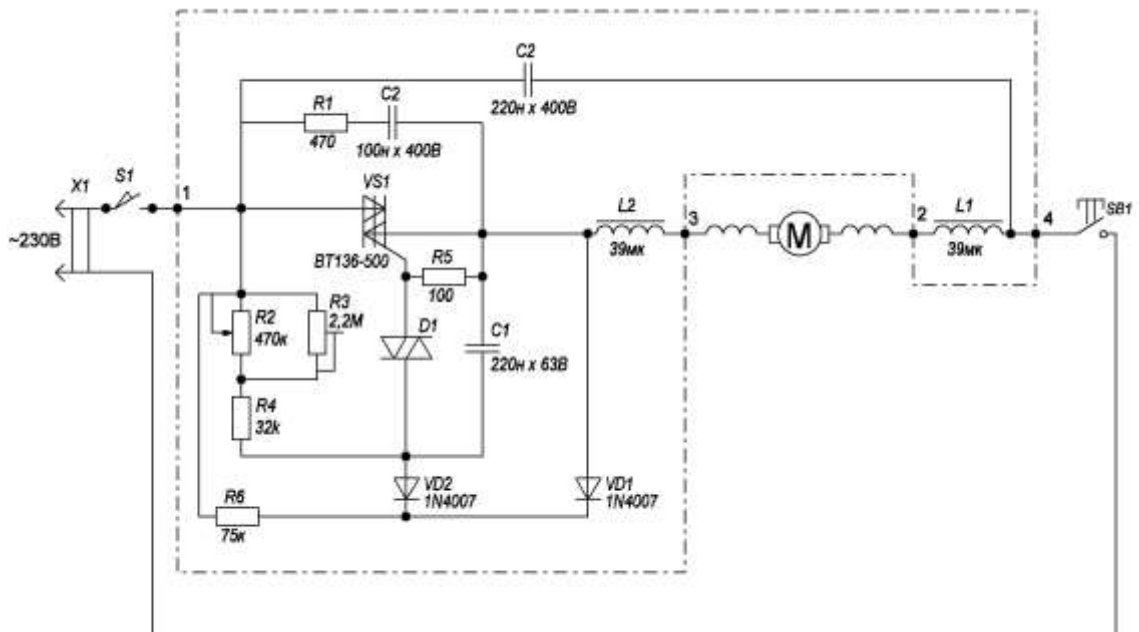 C2
220н x 400В
R1
470
C2
100н x 400В
X1
S1
1
VS1
~230В
BT136-500
R5
100
L2
39мк
3
M
2
L1
39мк
4
SB1
R2
470к
R3
2,2М
D1
C1
220н x 63В
R4
32k
VD2
1N4007
VD1
1N4007
R6
75к